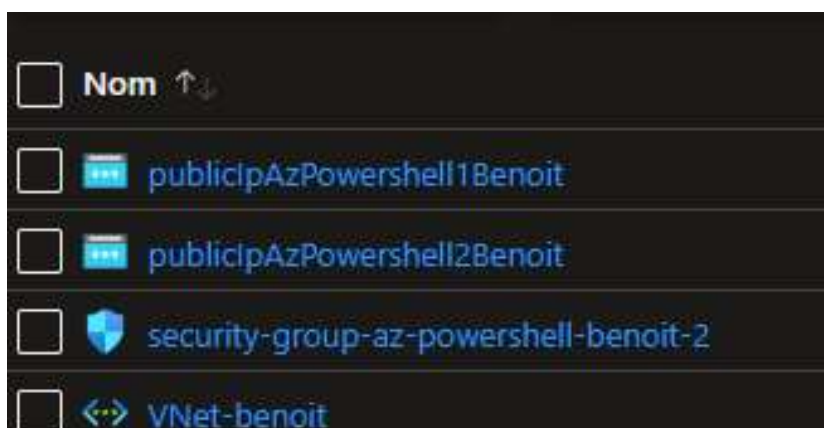 Nom ↑↓
publicIpAzPowershell1Benoit
publicIpAzPowershell2Benoit
security-group-az-powershell-benoit-2
VNet-benoit